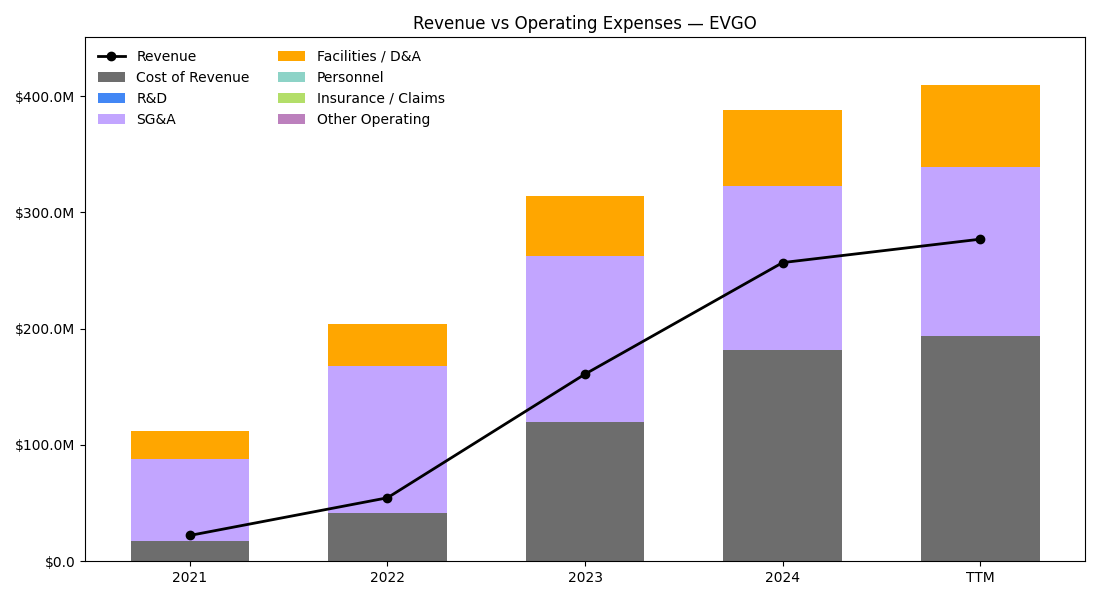 Revenue vs Operating Expenses — EVGO
Revenue
Cost of Revenue
R&D
SG&A
Facilities / D&A
Personnel
Insurance / Claims
Other Operating
$400.0M
$300.0M
$200.0M
$100.0M
$0.0
2021
2022
2023
2024
TTM